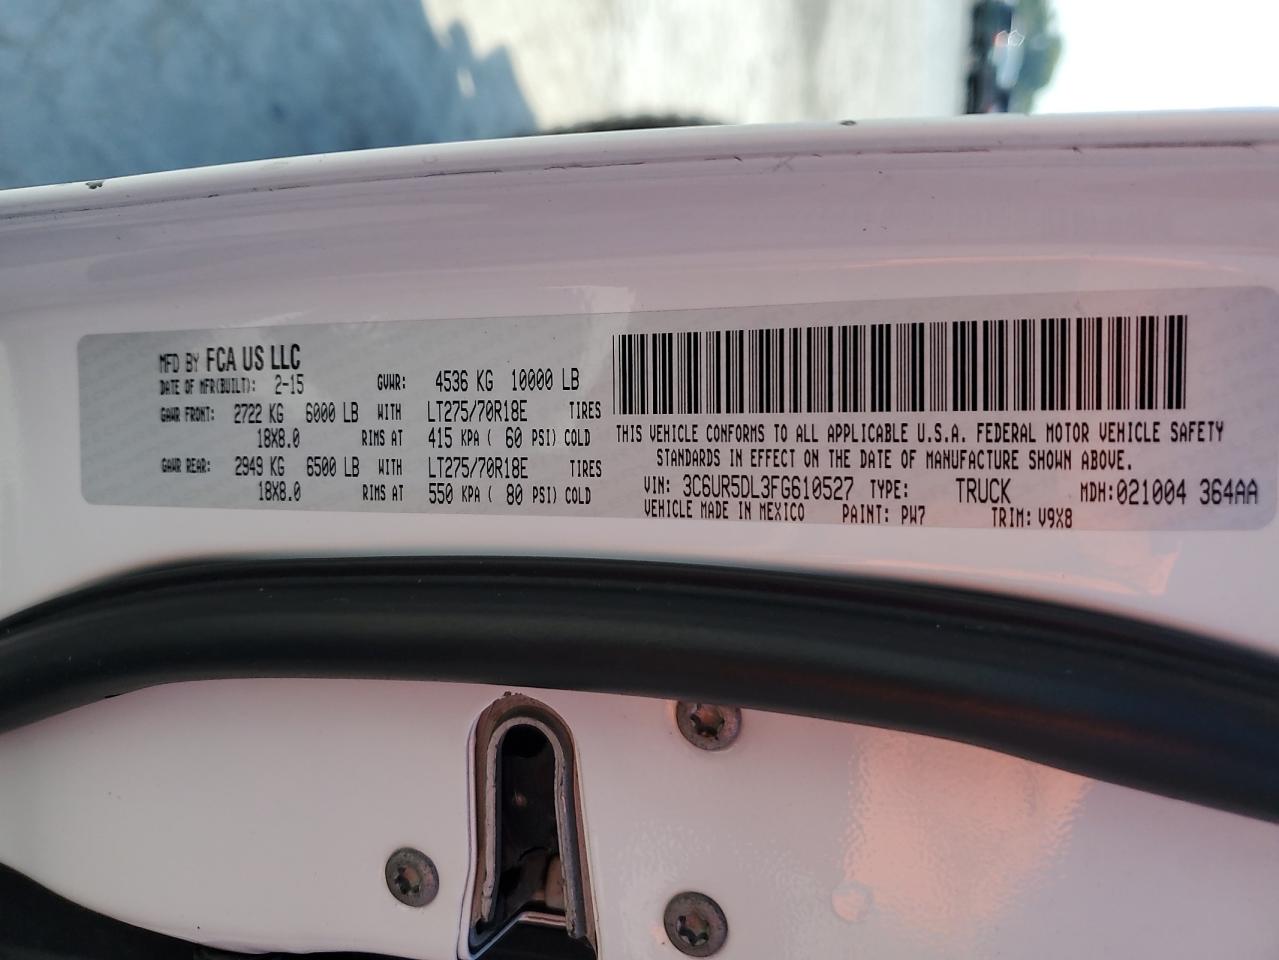 MFD BY FCA US LLC
DATE OF MFR(BUILT): 2-15 GVWR: 4536 KG 10000 LB
GAWR FRONT: 2722 KG 6000 LB WITH LT275/70R18E TIRES
18X8.0 RIMS AT 415 KPA ( 60 PSI) COLD
GAWR REAR: 2949 KG 6500 LB WITH LT275/70R18E TIRES
18X8.0 RIMS AT 550 KPA ( 80 PSI) COLD
THIS VEHICLE CONFORMS TO ALL APPLICABLE U.S.A. FEDERAL MOTOR VEHICLE SAFETY
STANDARDS IN EFFECT ON THE DATE OF MANUFACTURE SHOWN ABOVE.
VIN: 3C6UR5DL3FG610527 TYPE: TRUCK MDH:021004 364AA
VEHICLE MADE IN MEXICO PAINT: PW7 TRIM: V9X8